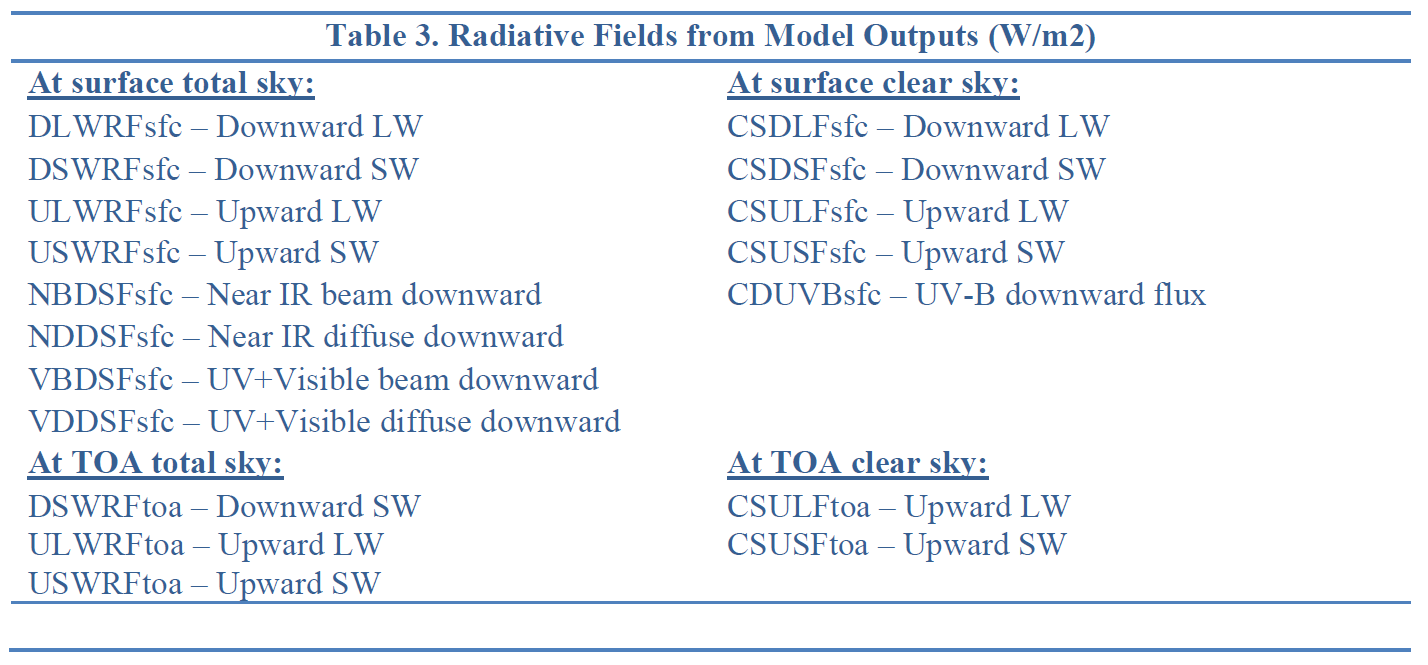 Table 3. Radiative Fields from Model Outputs (W/m2)
At surface total sky:
DLWRFsfc – Downward LW
DSWRFsfc – Downward SW
ULWRFsfc – Upward LW
USWRFsfc – Upward SW
NBDSFsfc – Near IR beam downward
NDDSFsfc – Near IR diffuse downward
VBDSFsfc – UV+Visible beam downward
VDDSFsfc – UV+Visible diffuse downward
At surface clear sky:
CSDLFsfc – Downward LW
CSDSFsfc – Downward SW
CSULFsfc – Upward LW
CSUSFsfc – Upward SW
CDUVBsfc – UV-B downward flux
At TOA total sky:
DSWRFtoa – Downward SW
ULWRFtoa – Upward LW
USWRFtoa – Upward SW
At TOA clear sky:
CSULFtoa – Upward LW
CSUSFtoa – Upward SW